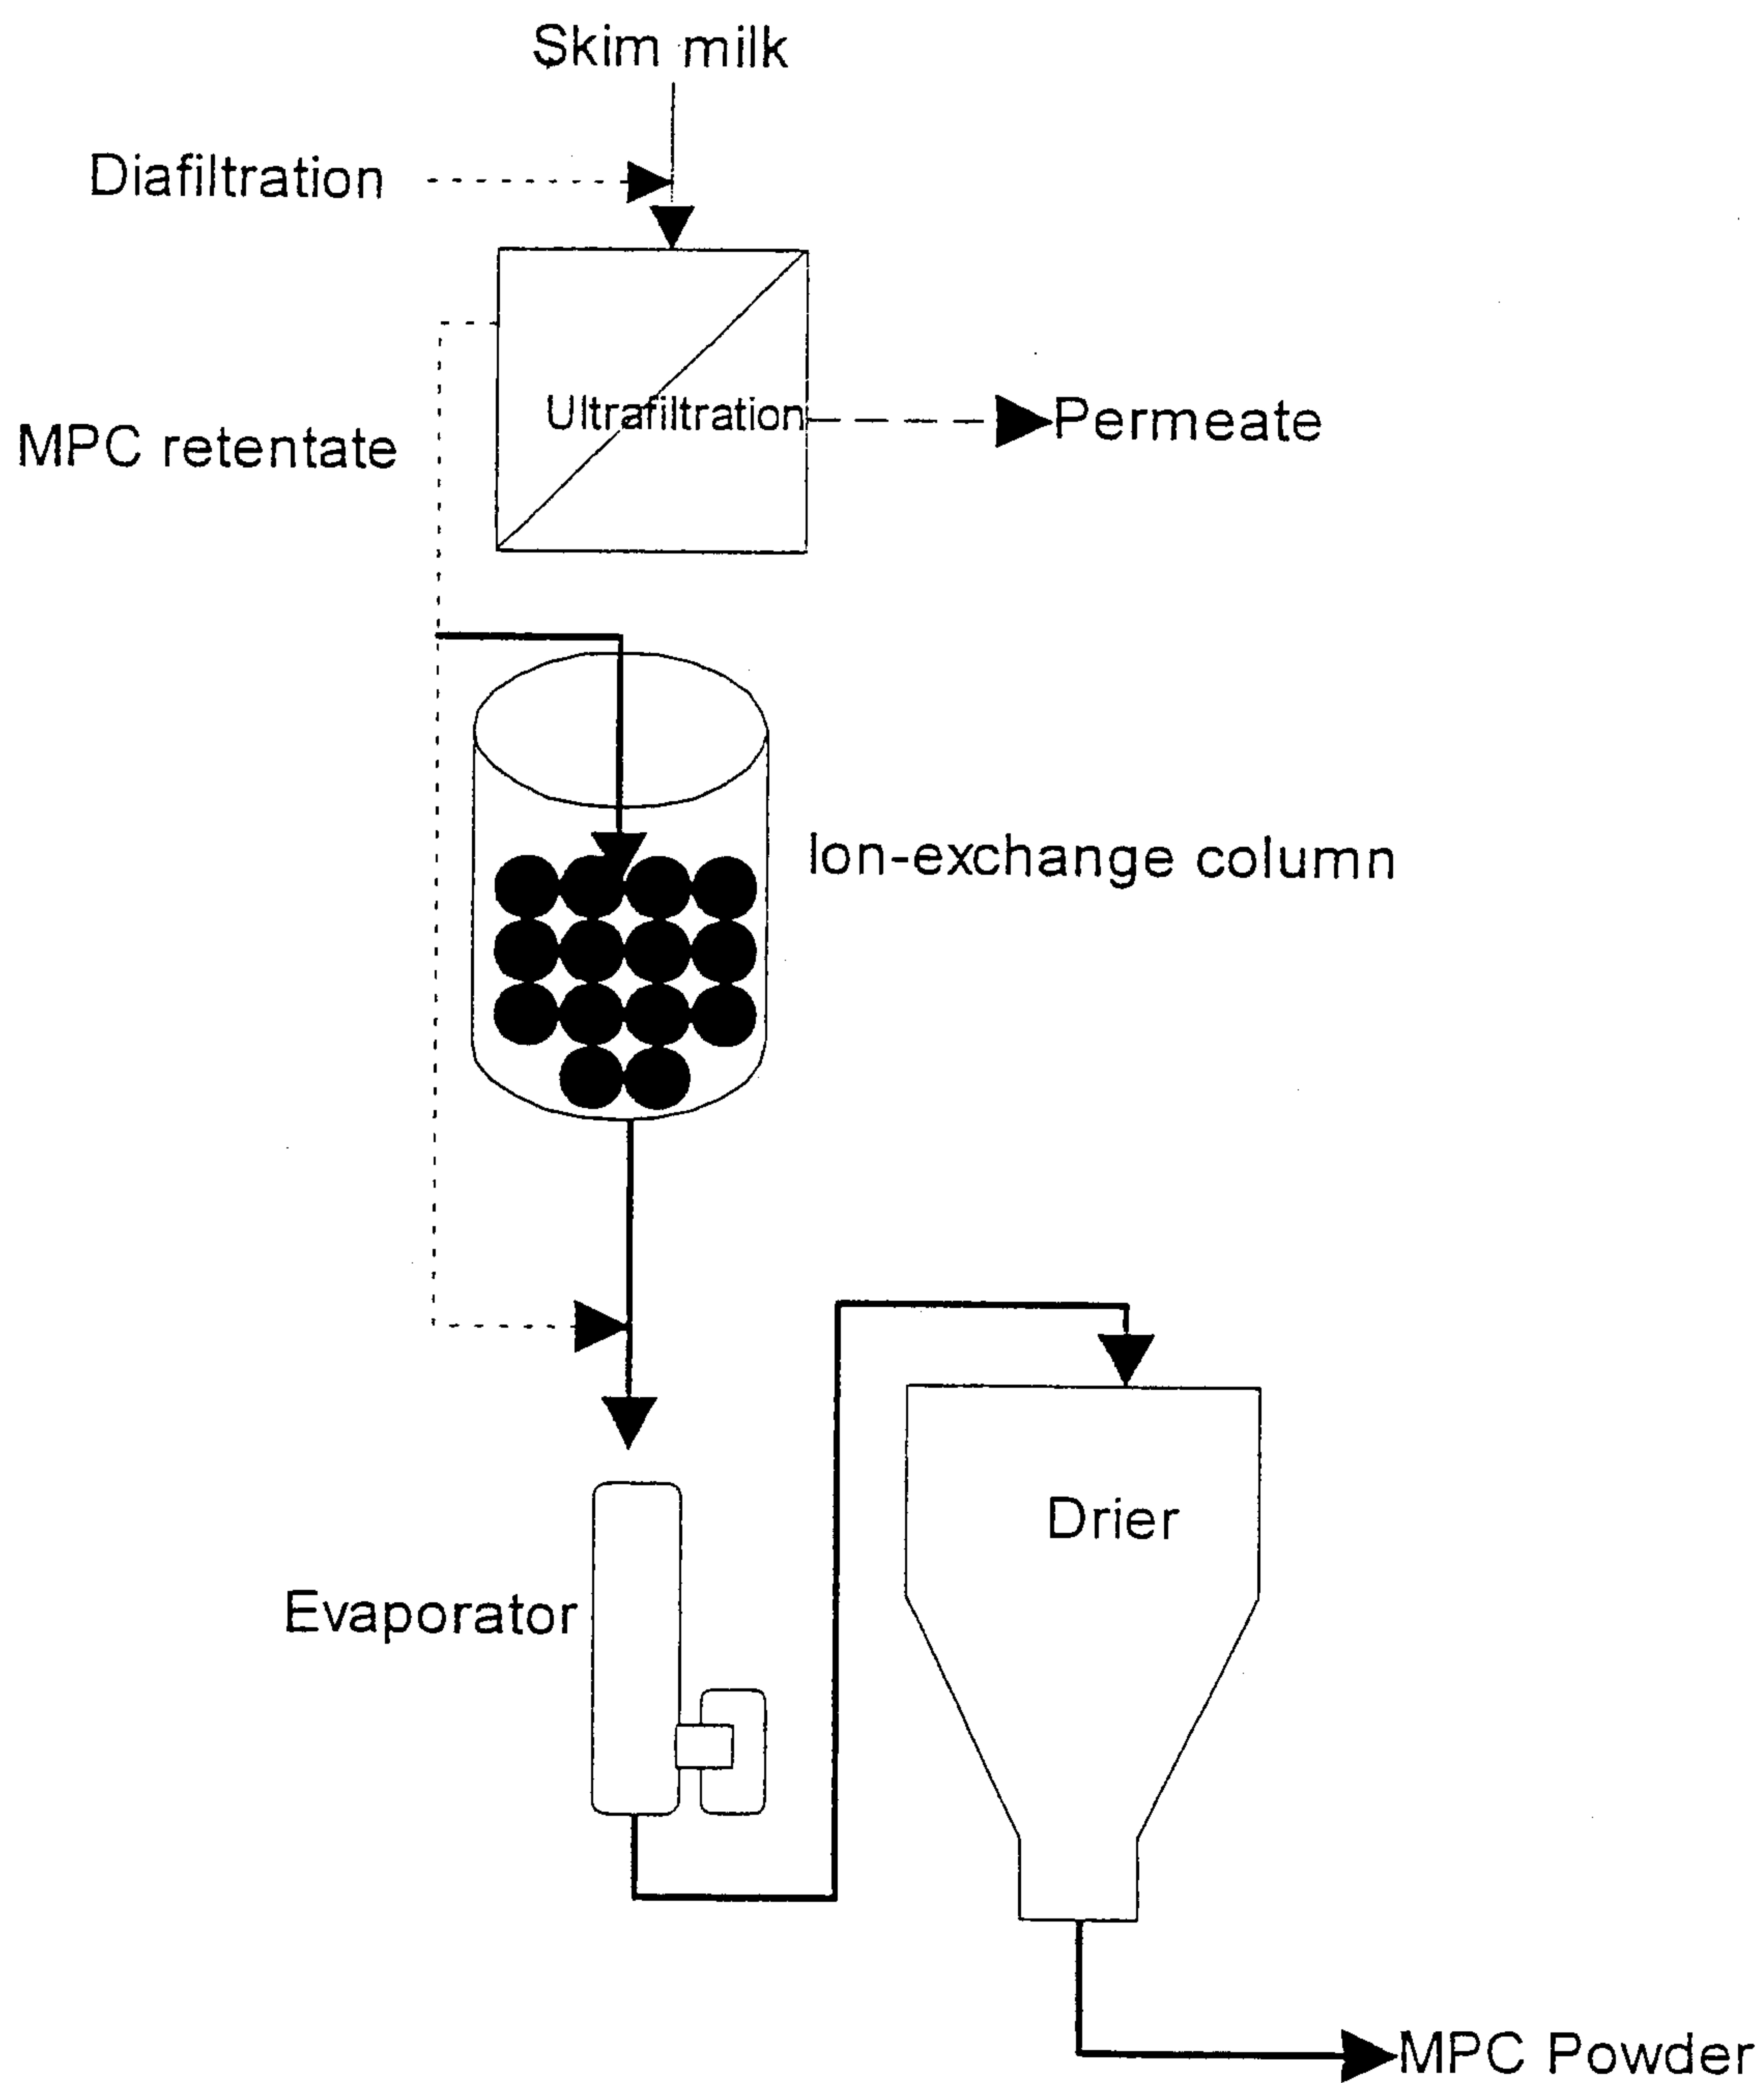 Skim milk
Diafiltration
Ultrafiltration
Permeate
MPC retentate
Ion-exchange column
Drier
Evaporator
MPC Powder